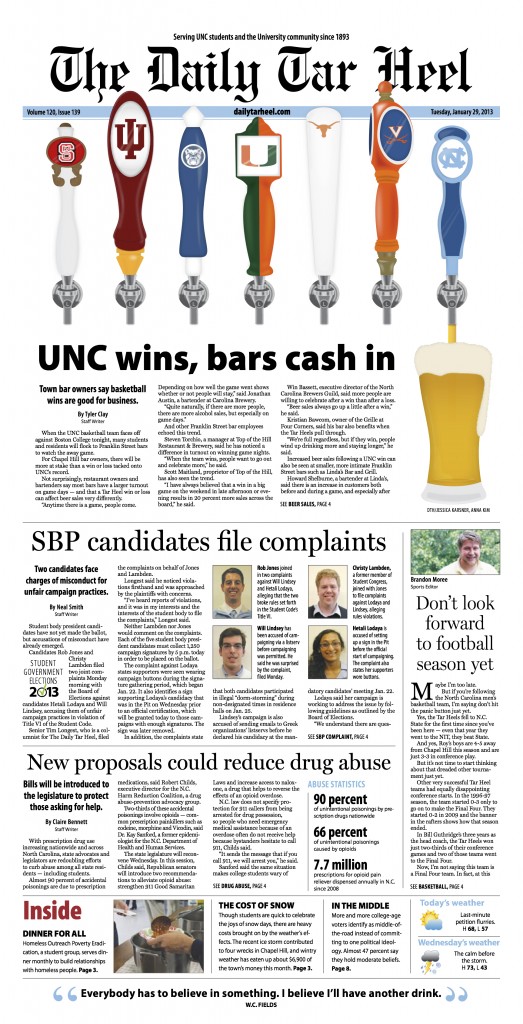 Serving UNC students and the University community since 1893
The Daily Tar Heel
Volume 120, Issue 139
dailytarheel.com
Tuesday, January 29, 2013
UNC wins, bars cash in
Town bar owners say basketball
wins are good for business.
By Tyler Clay
Staff Writer
When the UNC basketball team faces off
against Boston College tonight, many students
and residents will flock to Franklin Street bars
to watch the away game.
For Chapel Hill bar owners, there will be
more at stake than a win or loss tacked onto
UNC's record.
Not surprisingly, restaurant owners and
bartenders say most bars have a larger turnout
on game days — and that a Tar Heel win or loss
can affect beer sales very differently.
"Anytime there is a game, people come.
Depending on how well the game went shows
whether or not people will stay," said Jonathan
Austin, a bartender at Carolina Brewery.
"Quite naturally, if there are more people,
there are more alcohol sales, but especially on
game days."
And other Franklin Street bar employees
echoed this trend.
Steven Torchio, a manager at Top of the Hill
Restaurant & Brewery, said he has noticed a
difference in turnout on winning game nights.
"When the team wins, people want to go out
and celebrate more," he said.
Scott Maitland, proprietor of Top of the Hill,
has also seen the trend.
"I have always believed that a win in a big
game on the weekend in late afternoon or eve-
ning results in 20 percent more sales across the
board," he said.
Win Bassett, executive director of the North
Carolina Brewers Guild, said more people are
willing to celebrate after a win than after a loss.
"Beer sales always go up a little after a win,"
he said.
Kristian Bawcom, owner of the Grille at
Four Corners, said his bar also benefits when
the Tar Heels pull through.
"We're full regardless, but if they win, people
wind up drinking more and staying longer," he
said.
Increased beer sales following a UNC win can
also be seen at smaller, more intimate Franklin
Street bars such as Linda's Bar and Grill.
Howard Shelburne, a bartender at Linda's,
said there is an increase in customers both
before and during a game, and especially after
SEE BEER SALES, PAGE 4
DTH/JESSICA KARSNER, ANNA KIM
SBP candidates file complaints
Two candidates face
charges of misconduct for
unfair campaign practices.
By Neal Smith
Staff Writer
Student body president candi-
dates have not yet made the ballot,
but accusations of misconduct have
already emerged.
Candidates Rob Jones and
Christy
Lambden filed
two joint com-
plaints Monday
morning with
the Board of
Elections against
STUDENT
GOVERNMENT
ELECTIONS
2013
candidates Hetali Lodaya and Will
Lindsey, accusing them of unfair
campaign practices in violation of
Title VI of the Student Code.
Senior Tim Longest, who is a col-
umnist for The Daily Tar Heel, filed
the complaints on behalf of Jones
and Lambden.
Longest said he noticed viola-
tions firsthand and was approached
by the plaintiffs with concerns.
"I've heard reports of violations,
and it was in my interests and the
interests of the student body to file
the complaints," Longest said.
Neither Lambden nor Jones
would comment on the complaints.
Each of the five student body presi-
dent candidates must collect 1,250
campaign signatures by 5 p.m. today
in order to be placed on the ballot.
The complaint against Lodaya
states supporters were seen wearing
campaign buttons during the signa-
ture gathering period, which began
Jan. 22. It also identifies a sign
supporting Lodaya's candidacy that
was in the Pit on Wednesday prior
to official certification, which will
be granted today to those cam-
paigns with enough signatures. The
sign was later removed.
In addition, the complaints state
Rob Jones joined
in two complaints
against Will Lindsey
and Hetali Lodaya,
alleging that the two
broke rules set forth
in the Student Code's
Title VI.
Christy Lambden,
a former member of
Student Congress,
joined with Jones
to file complaints
against Lodaya and
Lindsey, alleging
rules violations.
Will Lindsey has
been accused of cam-
paigning via a listserv
before campaigning
was permitted. He
said he was surprised
by the complaint,
filed Monday.
Hetali Lodaya is
accused of setting
up a sign in the Pit
before the official
start of campaigning.
The complaint also
states her supporters
wore buttons.
that both candidates participated
in illegal "dorm-storming" during
non-designated times in residence
halls on Jan. 21.
Lindsey's campaign is also
accused of sending emails to Greek
organizations' listservs before he
declared his candidacy at the man-
datory candidates' meeting Jan. 22.
Lodaya said her campaign is
working to address the issue by fol-
lowing guidelines as outlined by the
Board of Elections.
"We understand there are ques-
SEE SBP COMPLAINT, PAGE 4
Brandon Moree
Sports Editor
Don't look
forward
to football
season yet
Maybe I'm too late.
But if you're following
the North Carolina men's
basketball team, I'm saying don't hit
the panic button just yet.
Yes, the Tar Heels fell to N.C.
State for the first time since you've
been here — even that year they
went to the NIT, they beat State.
And yes, Roy's boys are 4-5 away
from Chapel Hill this season and are
just 3-3 in conference play.
But it's not time to start thinking
about that dreaded other tourna-
ment just yet.
Other very successful Tar Heel
teams had equally disappointing
conference starts. In the 1996-97
season, the team started 0-3 only to
go on to make the Final Four. They
started 0-2 in 2009 and the banner
in the rafters shows how that season
ended.
In Bill Guthridge's three years as
the head coach, the Tar Heels won
just two-thirds of their conference
games and two of those teams went
to the Final Four.
Now, I'm not saying this team is
a Final Four team. In fact, at this
SEE BASKETBALL, PAGE 4
New proposals could reduce drug abuse
Bills will be introduced to
the legislature to protect
those asking for help.
By Claire Bennett
Staff Writer
With prescription drug use
increasing nationwide and across
North Carolina, state advocates and
legislators are redoubling efforts
to curb abuse among all state resi-
dents — including students.
Almost 90 percent of accidental
poisonings are due to prescription
medications, said Robert Childs,
executive director for the N.C.
Harm Reduction Coalition, a drug
abuse-prevention advocacy group.
Two-thirds of these accidental
poisonings involve opioids — com-
mon prescription painkillers such as
codeine, morphine and Vicodin, said
Dr. Kay Sanford, a former epidemi-
ologist for the N.C. Department of
Health and Human Services.
The state legislature will recon-
vene Wednesday. In this session,
Childs said, Republican senators
will introduce two recommenda-
tions to alleviate opioid abuse:
strengthen 911 Good Samaritan
Laws and increase access to nalox-
one, a drug that helps to reverse the
effects of an opioid overdose.
N.C. law does not specify pro-
tection for 911 callers from being
arrested for drug possession,
so people who need emergency
medical assistance because of an
overdose often do not receive help
because bystanders hesitate to call
911, Childs said.
"It sends the message that if you
call 911, we will arrest you," he said.
Sanford said the same situation
makes college students wary of
SEE DRUG ABUSE, PAGE 4
ABUSE STATISTICS
90 percent
of unintentional poisonings by pre-
scription drugs nationwide
66 percent
of unintentional poisonings
caused by opioids
7.7 million
prescriptions for opioid pain
reliever dispensed annually in N.C.
since 2008
Inside
DINNER FOR ALL
Homeless Outreach Poverty Eradi-
cation, a student group, serves din-
ner monthly to build relationships
with homeless people. Page 3.
THE COST OF SNOW
Though students are quick to celebrate
the joys of snow days, there are heavy
costs brought on by the weather's ef-
fects. The recent ice storm contributed
to four wrecks in Chapel Hill, and wintry
weather has eaten up about $6,900 of
the town's money this month. Page 3.
IN THE MIDDLE
More and more college-age
voters identify as middle-of-
the-road instead of commit-
ting to one political ideol-
ogy. Almost 47 percent say
they hold moderate beliefs.
Page 8.
Today's weather
Last-minute
petition flurries.
H 68, L 57
Wednesday's weather
The calm before
the storm.
H 73, L 43
"Everybody has to believe in something. I believe I'll have another drink."
W.C. FIELDS